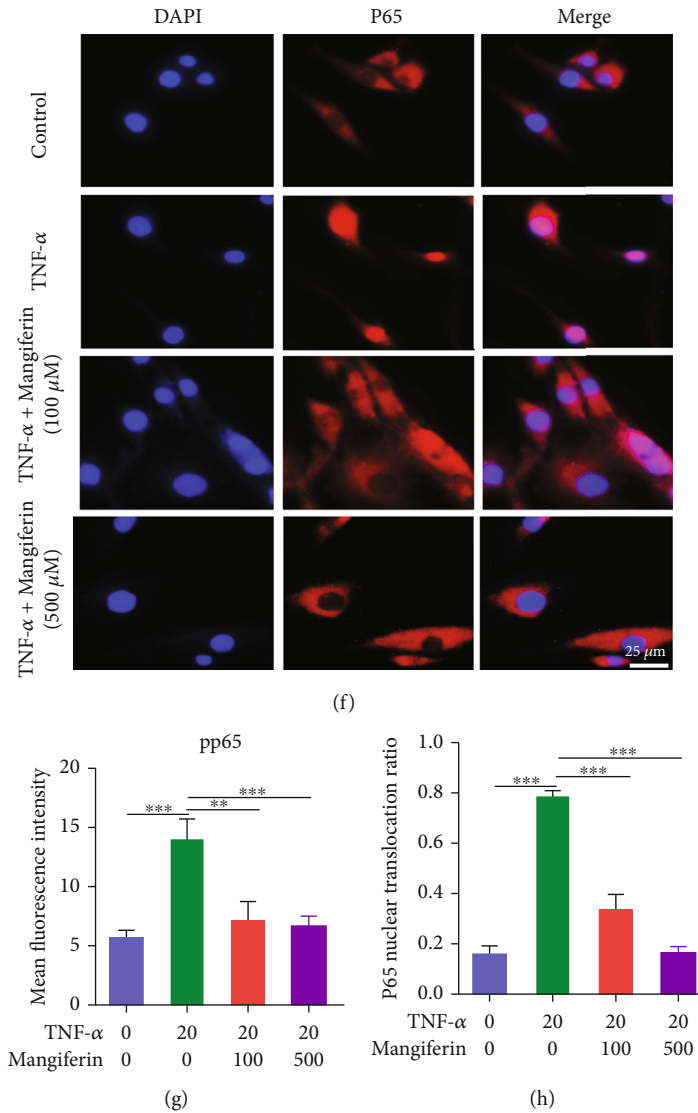 DAPI P65 Merge
Control
TNF-α
TNF-α + Mangiferin
(100 μM)
TNF-α + Mangiferin
(500 μM)
25 μm
(f)
pp65
Mean fluorescence intensity
20
15
10
5
0
*** ** ***
TNF-α 0 20 20 20
Mangiferin 0 0 100 500
(g)
P65 nuclear translocation ratio
1.0
0.8
0.6
0.4
0.2
0.0
*** *** ***
TNF-α 0 20 20 20
Mangiferin 0 0 100 500
(h)